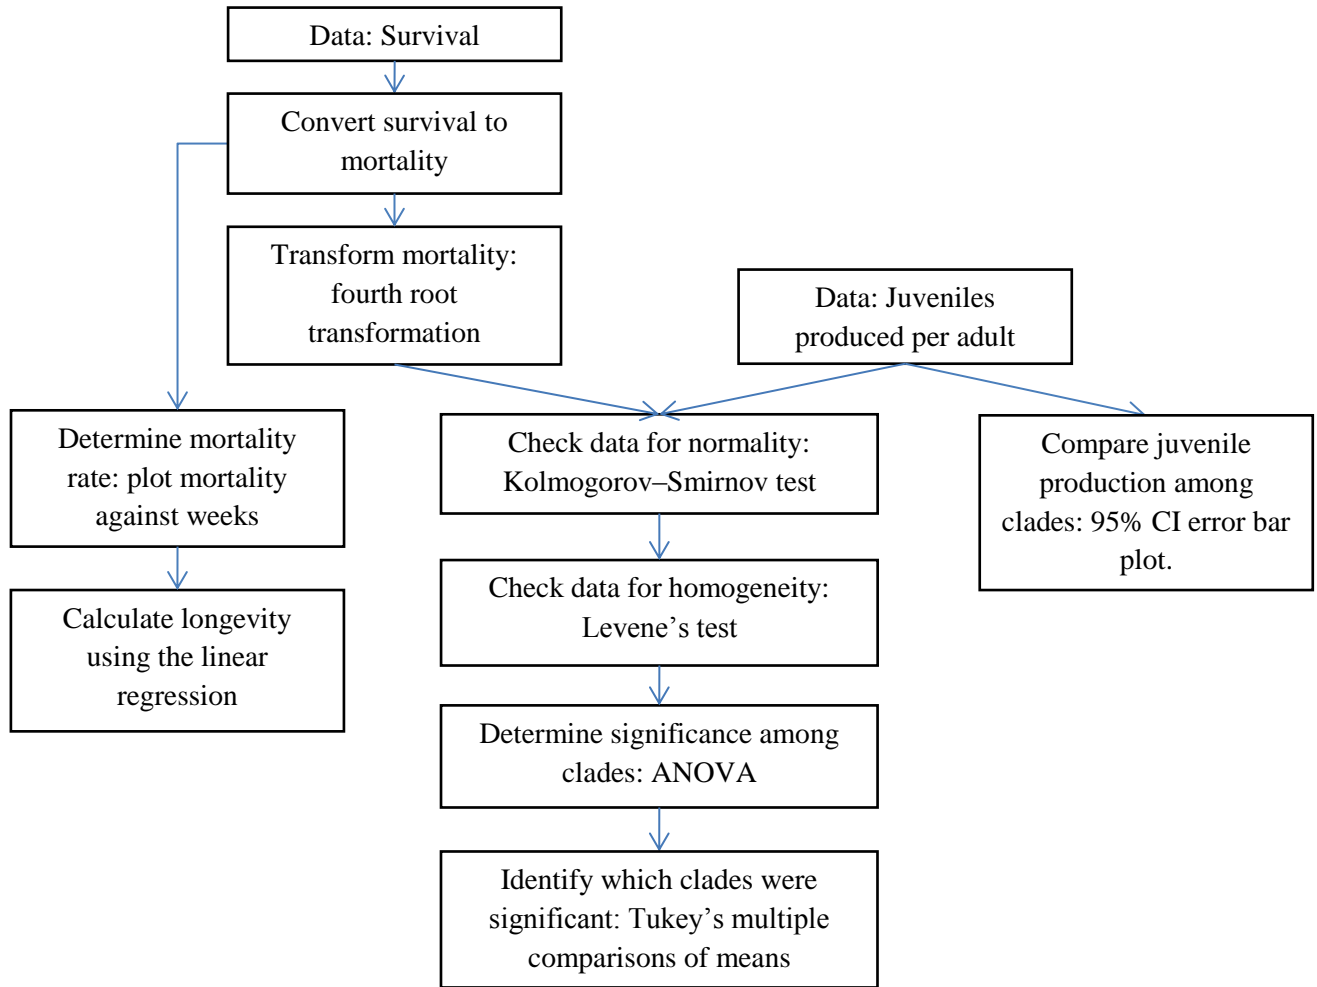 Data: Survival
Convert survival to
mortality
Transform mortality:
fourth root
transformation
Data: Juveniles
produced per adult
Determine mortality
rate: plot mortality
against weeks
Check data for normality:
Kolmogorov–Smirnov test
Compare juvenile
production among
clades: 95% CI error bar
plot.
Calculate longevity
using the linear
regression
Check data for homogeneity:
Levene’s test
Determine significance among
clades: ANOVA
Identify which clades were
significant: Tukey’s multiple
comparisons of means